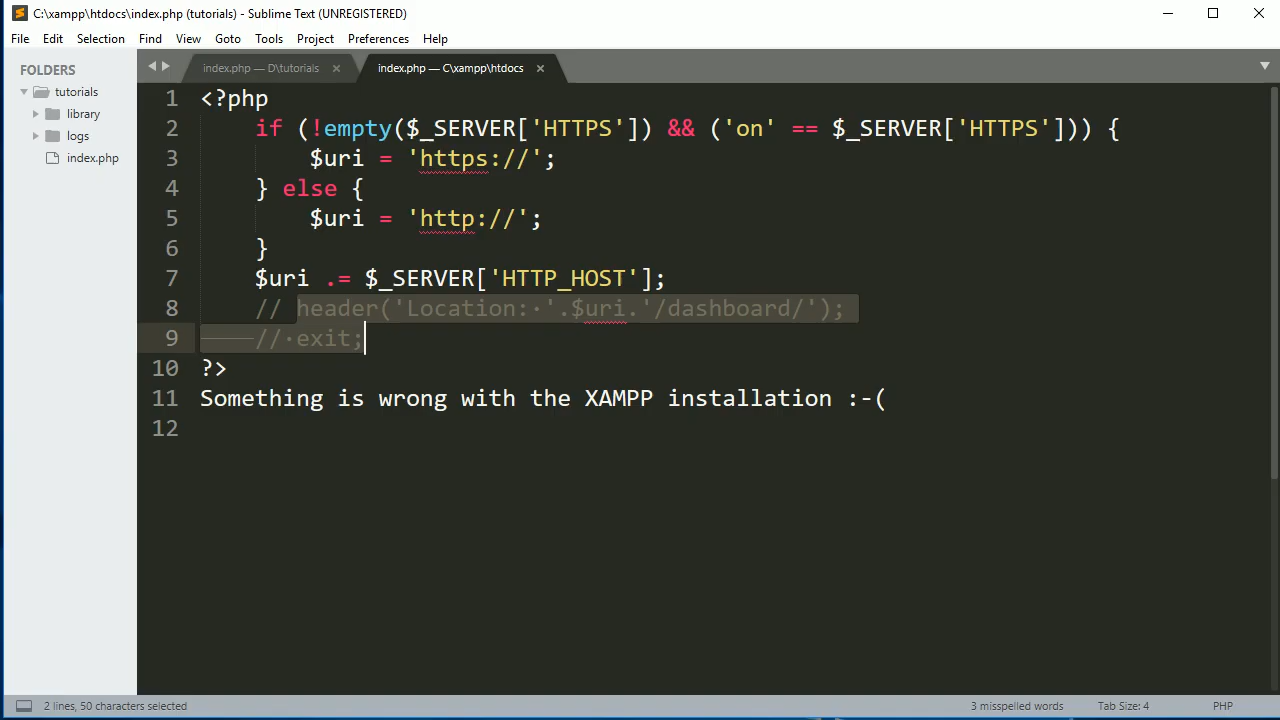 C:\xampp\htdocs\index.php (tutorials) - Sublime Text (UNREGISTERED)
File Edit Selection Find View Goto Tools Project Preferences Help
FOLDERS
tutorials
library
logs
index.php
index.php — D\tutorials
index.php — C\xampp\htdocs
1 <?php
2 if (!empty($_SERVER['HTTPS']) && ('on' == $_SERVER['HTTPS'])) {
3 $uri = 'https://';
4 } else {
5 $uri = 'http://';
6 }
7 $uri .= $_SERVER['HTTP_HOST'];
8 // header('Location: '.$uri.'/dashboard/');
9 // exit;
10 ?>
11 Something is wrong with the XAMPP installation :-(
12
2 lines, 50 characters selected
3 misspelled words
Tab Size: 4
PHP